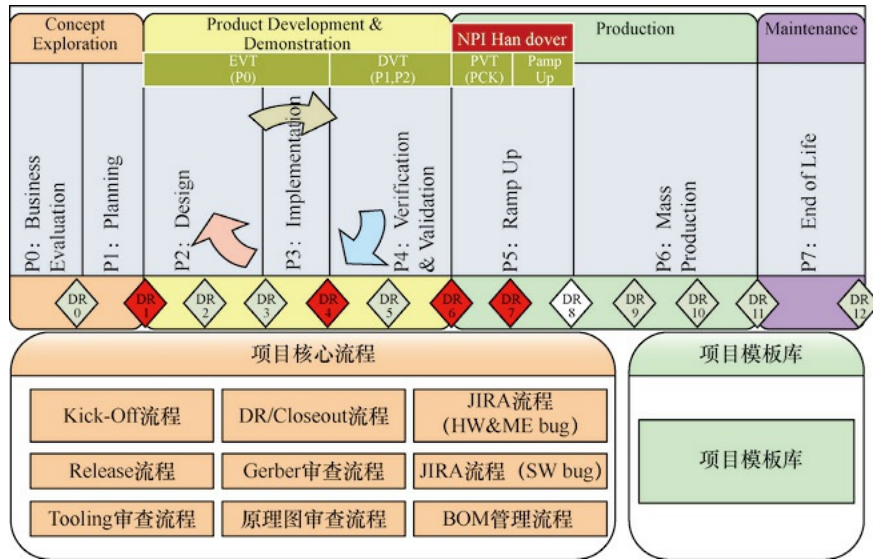 Concept
Exploration
Product Development &
Demonstration
NPI Han dover
Production
Maintenance
EVT
(P0)
DVT
(P1,P2)
PVT
(PCK)
Pamp
Up
P0：Business
Evaluation
P1：Planning
P2：Design
P3：Implementation
P4：Verification
& Validation
P5：Ramp Up
P6：Mass
Production
P7：End of Life
DR
0
DR
1
DR
2
DR
3
DR
4
DR
5
DR
6
DR
7
DR
8
DR
9
DR
10
DR
11
DR
12
项目核心流程
项目模板库
Kick-Off流程
DR/Closeout流程
JIRA流程
(HW&ME bug)
Release流程
Gerber审查流程
JIRA流程（SW bug）
项目模板库
Tooling审查流程
原理图审查流程
BOM管理流程